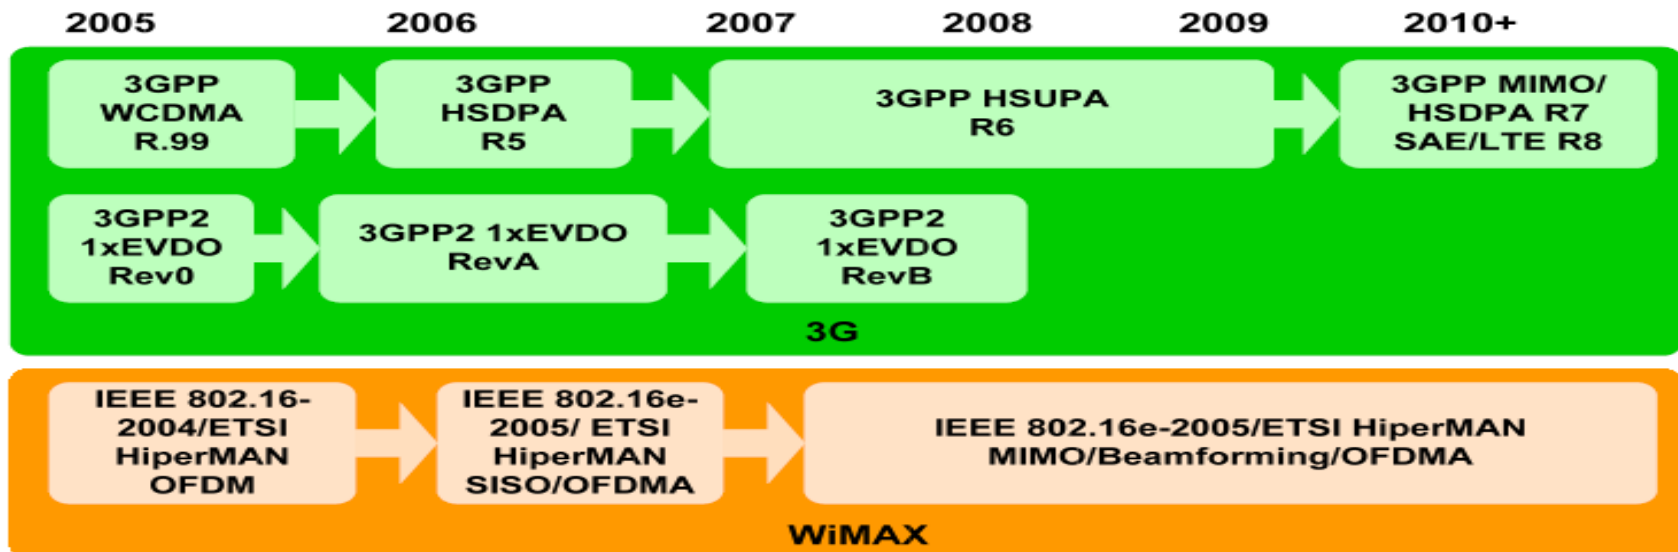 2005 2006 2007 2008 2009 2010+
3GPP
WCDMA
R.99
3GPP
HSDPA
R5
3GPP HSUPA
R6
3GPP MIMO/
HSDPA R7
SAE/LTE R8
3GPP2
1xEVDO
Rev0
3GPP2 1xEVDO
RevA
3GPP2
1xEVDO
RevB
3G
IEEE 802.16-
2004/ETSI
HiperMAN
OFDM
IEEE 802.16e-
2005/ ETSI
HiperMAN
SISO/OFDMA
IEEE 802.16e-2005/ETSI HiperMAN
MIMO/Beamforming/OFDMA
WiMAX